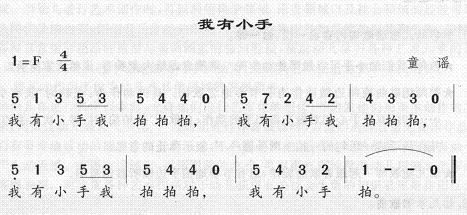 我有小手
1=F 4/4
童 谣
5 1 3 5 3 | 5 4 4 0 | 5 7 2 4 2 | 4 3 3 0 |
我 有 小 手 我 拍 拍 拍, 我 有 小 手 我 拍 拍 拍,
5 1 3 5 3 | 5 4 4 0 | 5 4 3 2 | 1 - - 0 ‖
我 有 小 手 我 拍 拍 拍, 我 有 小 手 拍。